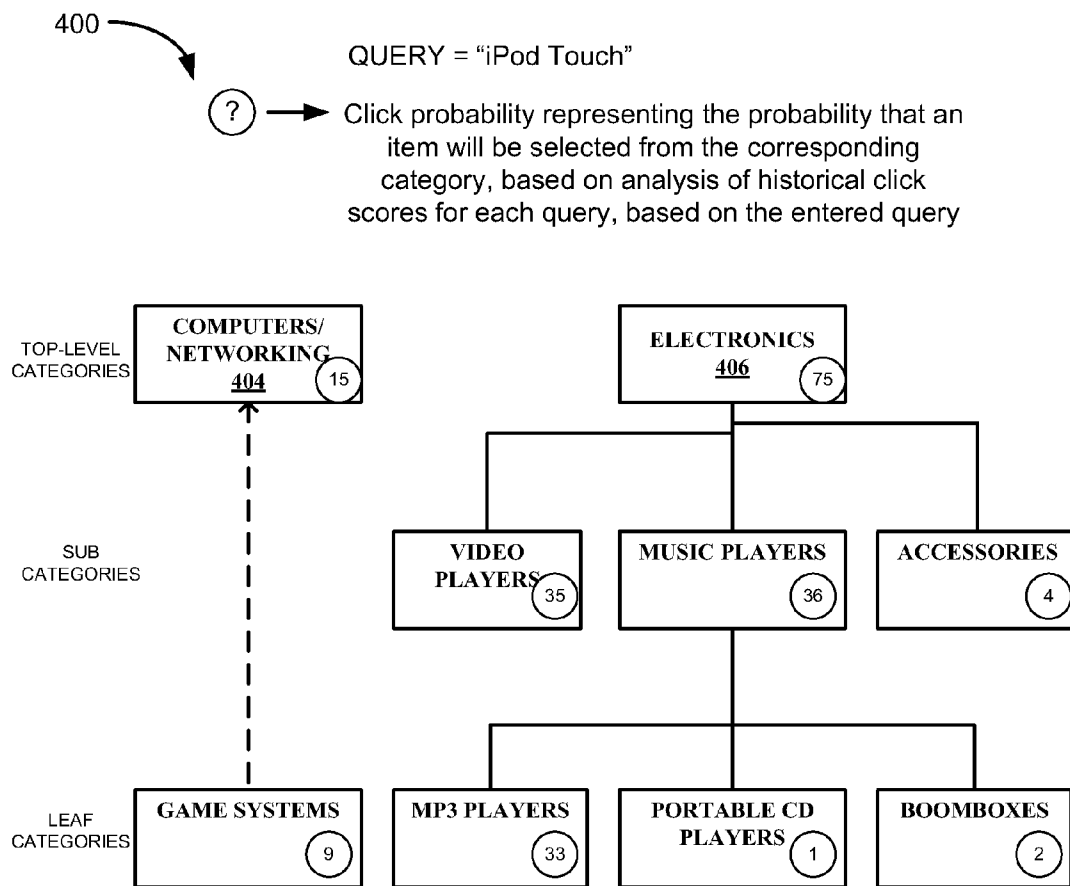 400
QUERY = “iPod Touch”
?
Click probability representing the probability that an
item will be selected from the corresponding
category, based on analysis of historical click
scores for each query, based on the entered query
TOP-LEVEL
CATEGORIES
COMPUTERS/
NETWORKING
404
15
ELECTRONICS
406
75
SUB
CATEGORIES
VIDEO
PLAYERS
35
MUSIC PLAYERS
36
ACCESSORIES
4
LEAF
CATEGORIES
GAME SYSTEMS
9
MP3 PLAYERS
33
PORTABLE CD
PLAYERS
1
BOOMBOXES
2